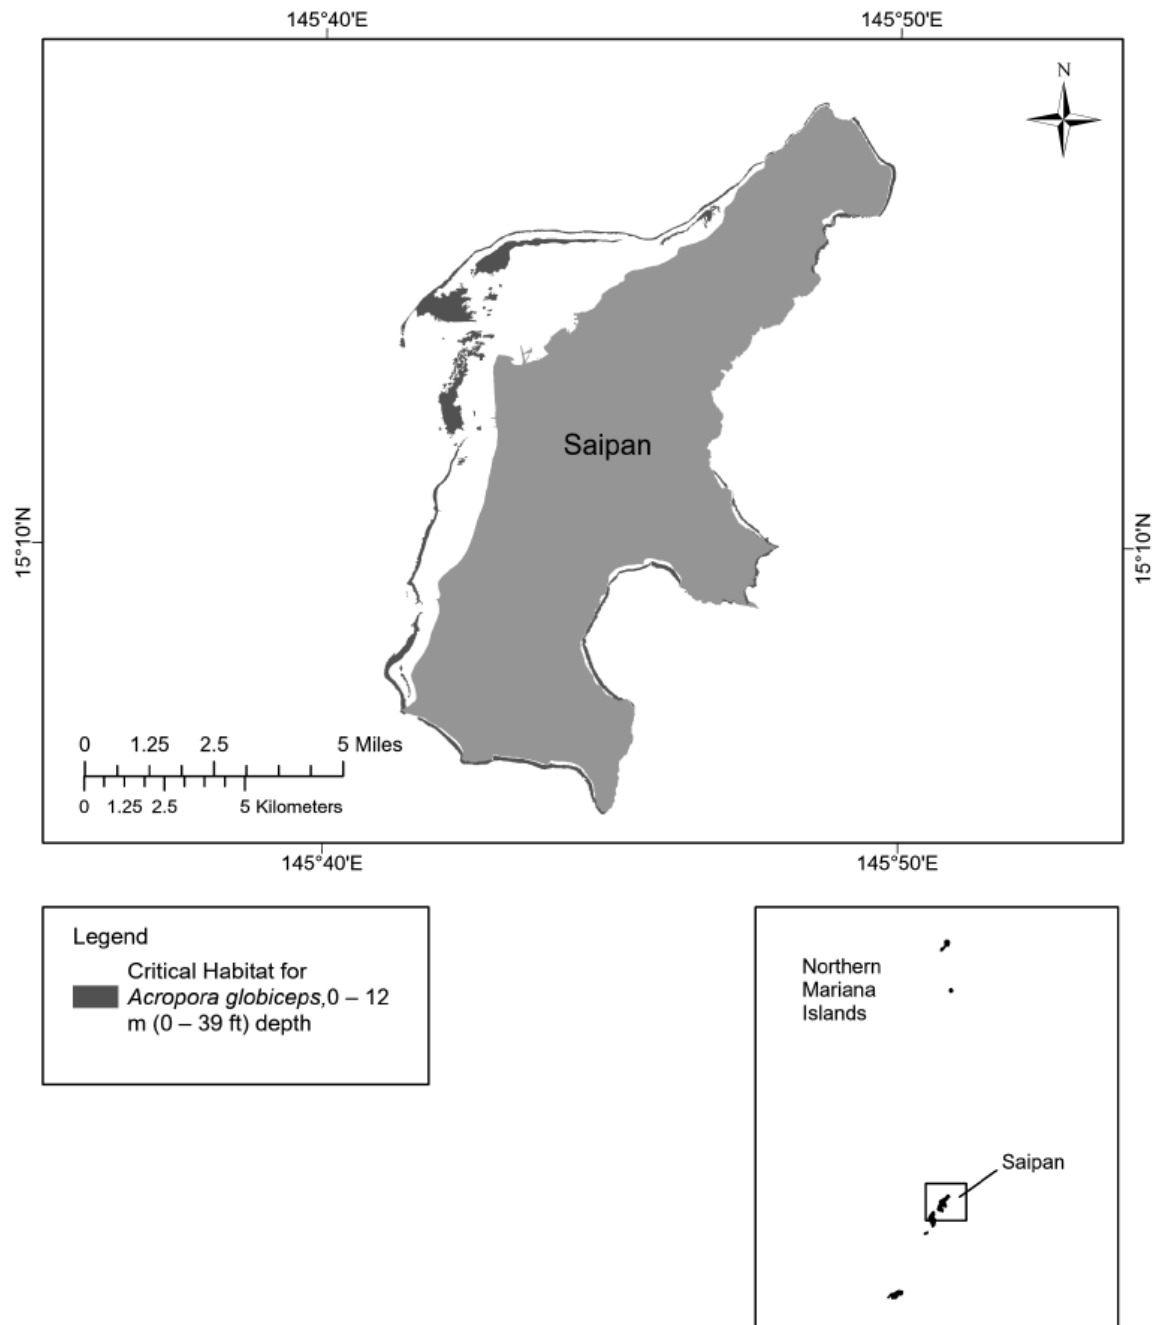 145°40'E 145°50'E
N
Saipan
15°10'N 15°10'N
0 1.25 2.5 5 Miles
0 1.25 2.5 5 Kilometers
145°40'E 145°50'E
Legend
Critical Habitat for
Acropora globiceps,0 – 12
m (0 – 39 ft) depth
Northern
Mariana
Islands
Saipan